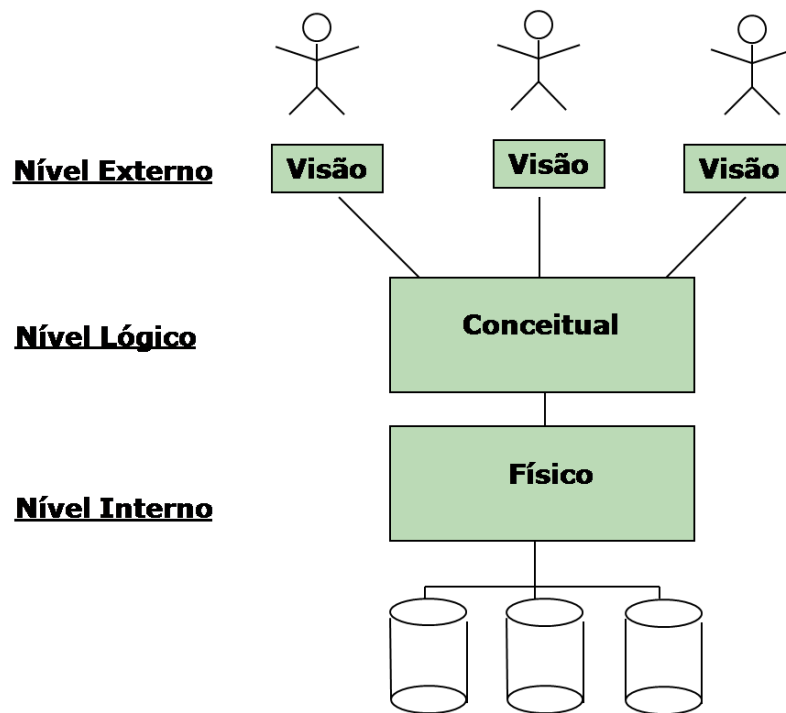 Nível Externo
Visão
Visão
Visão
Nível Lógico
Conceitual
Nível Interno
Físico